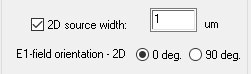 2D source width: 1 um
E1-field orientation - 2D 0 deg. 90 deg.